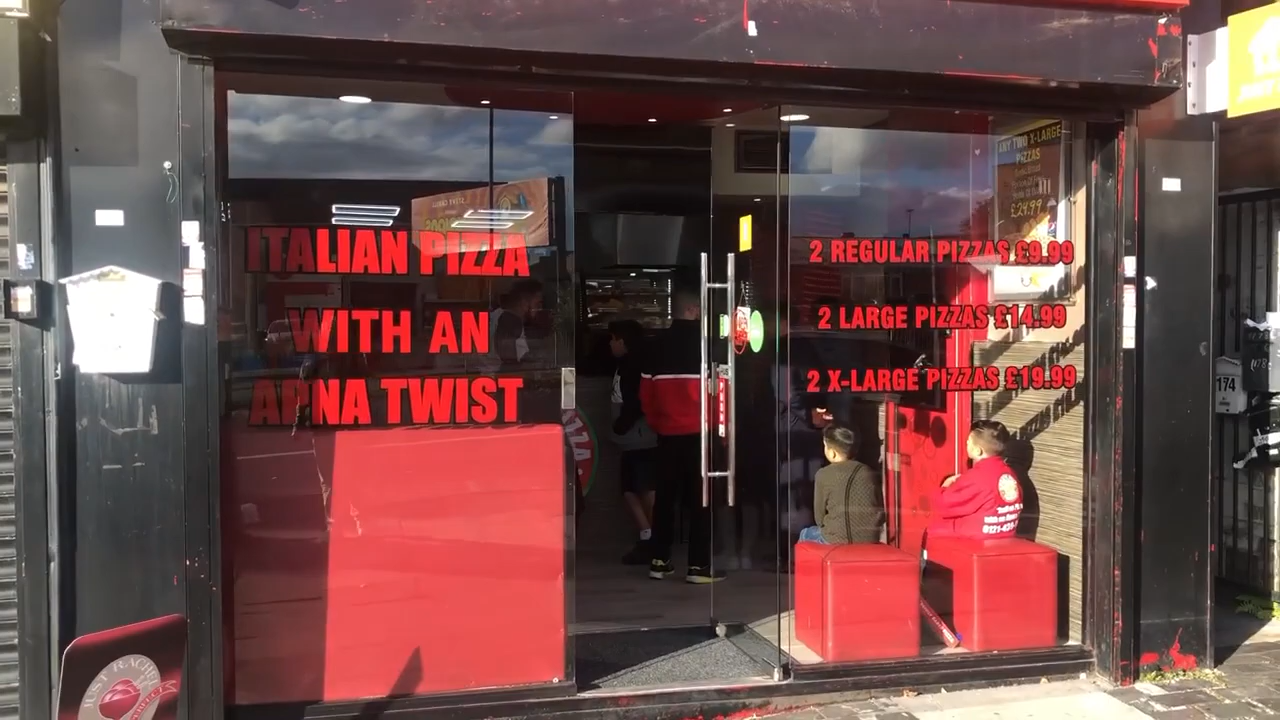 ITALIAN PIZZA
WITH AN
APNA TWIST
2 REGULAR PIZZAS £9.99
2 LARGE PIZZAS £14.99
2 X-LARGE PIZZAS £19.99
ANY TWO X-LARGE
PIZZAS
£24.99
174